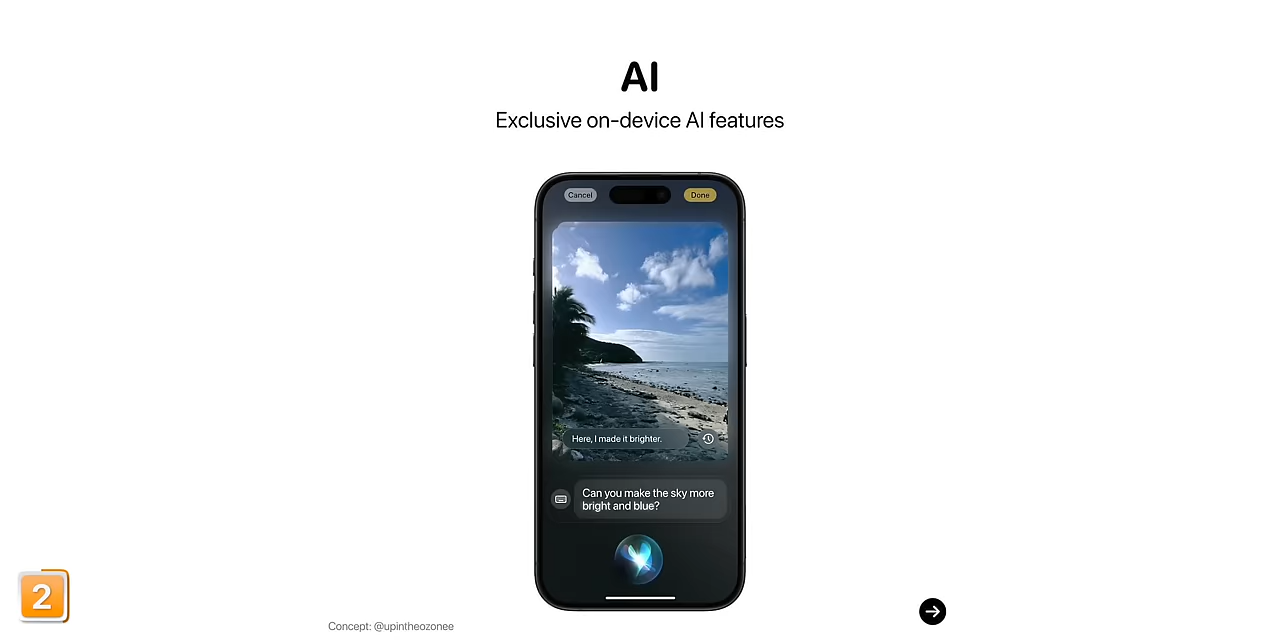 AI
Exclusive on-device AI features
Cancel
Done
Here, I made it brighter.
Can you make the sky more
bright and blue?
2
Concept: @upintheozonee